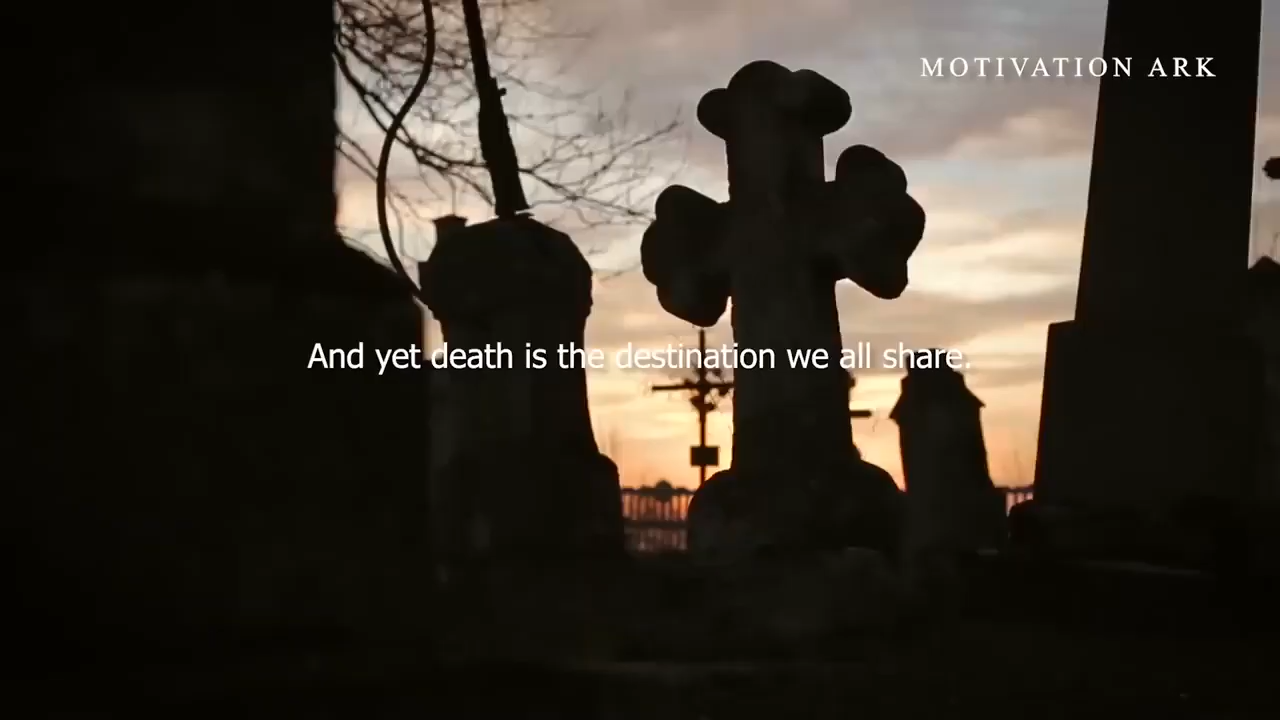 MOTIVATION ARK
And yet death is the destination we all share.